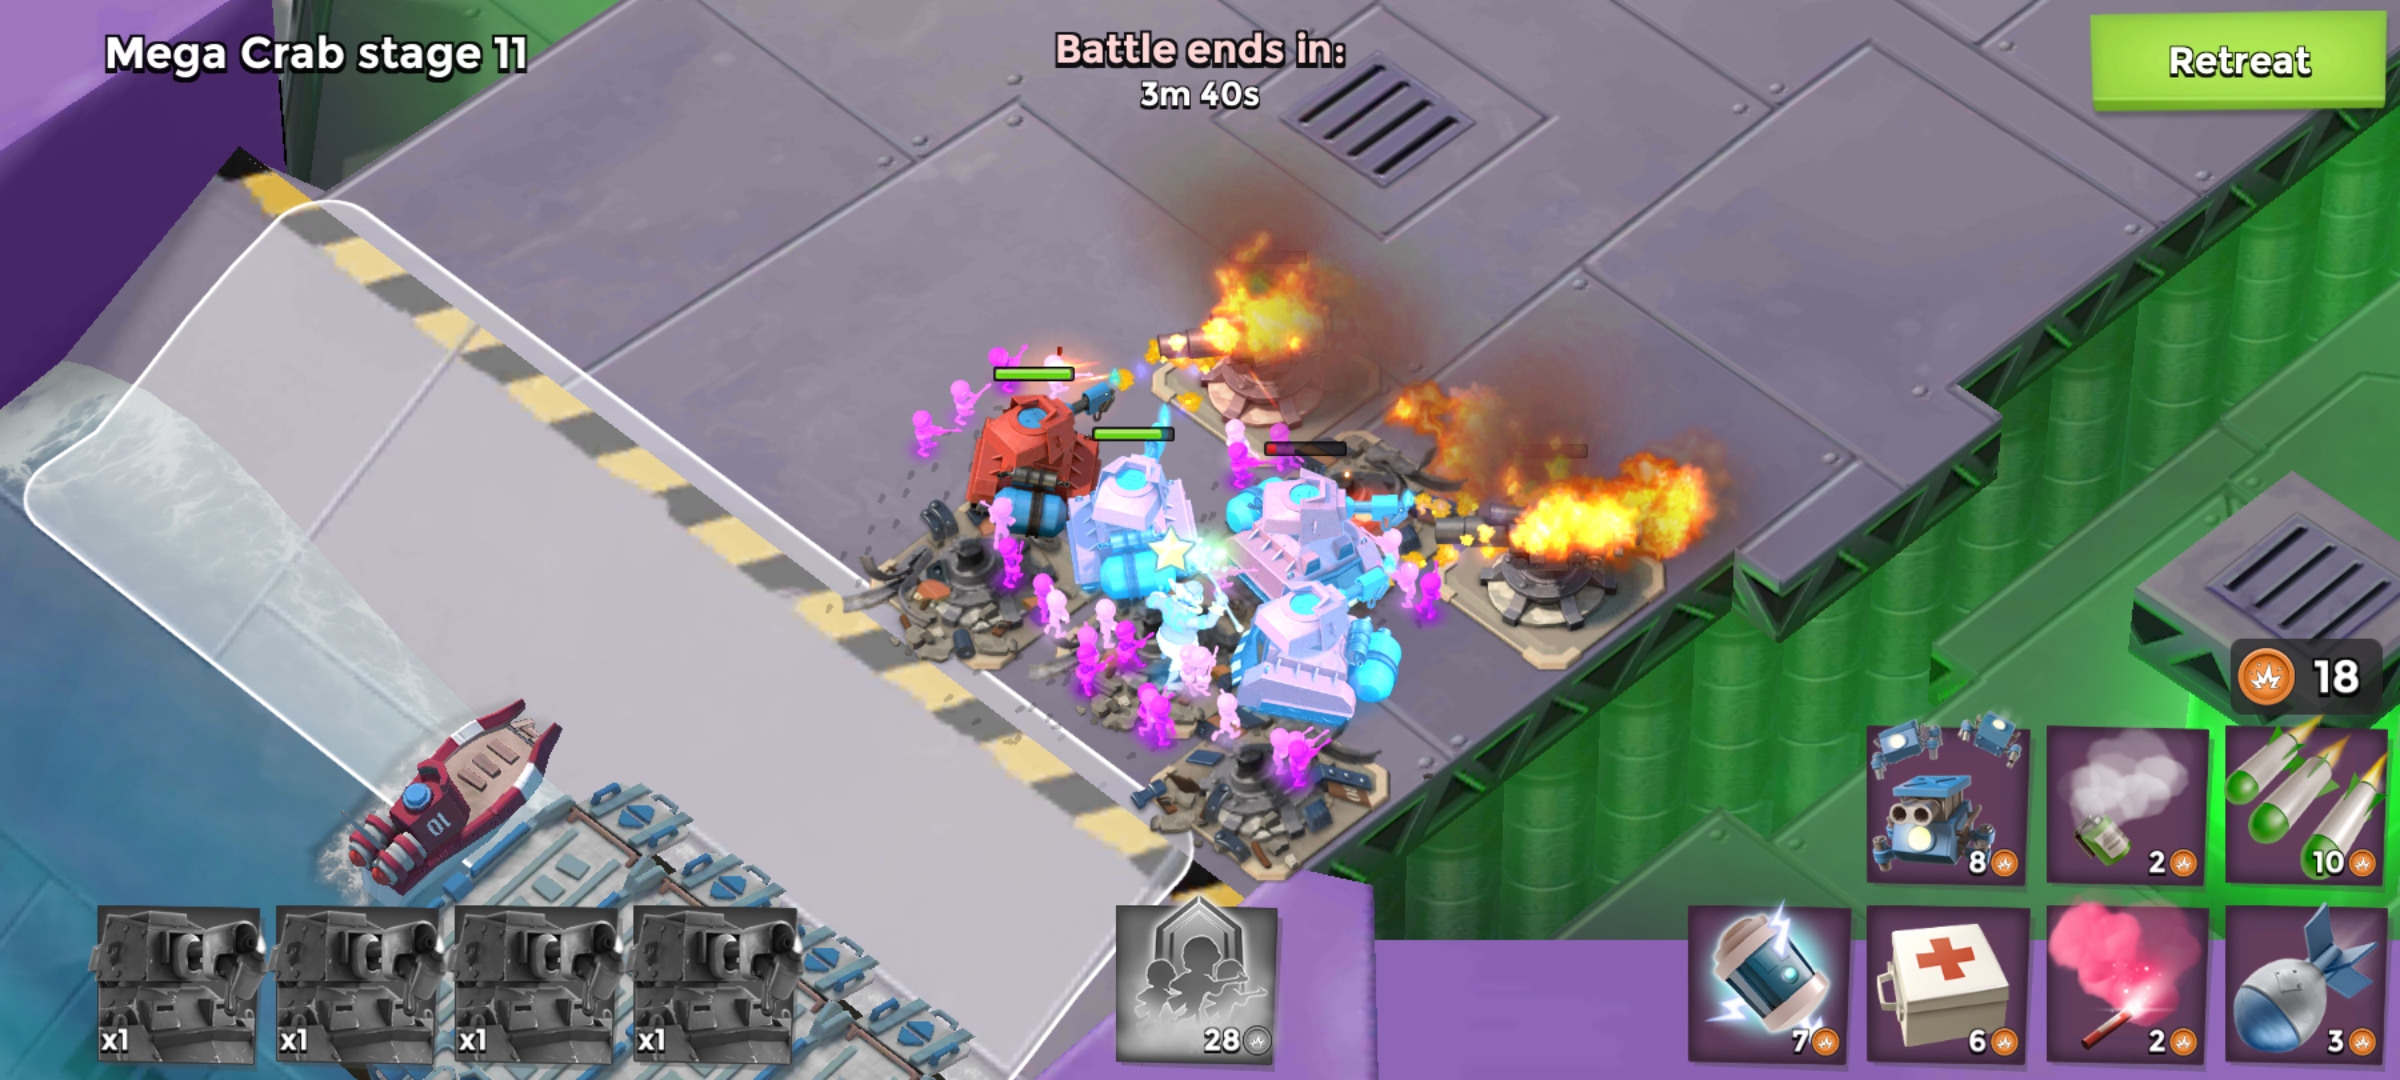 Mega Crab stage 11
Battle ends in:
3m 40s
Retreat
18
8
2
10
01
x1
x1
x1
x1
28
7
6
2
3